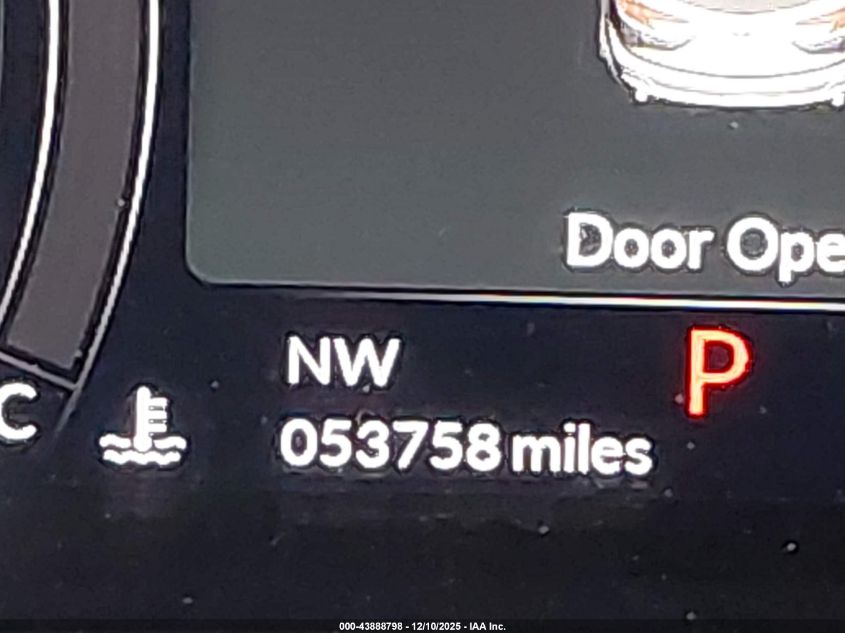 Door Ope
NW
P
C
053758 miles
000-43888798 - 12/10/2025 - IAA Inc.